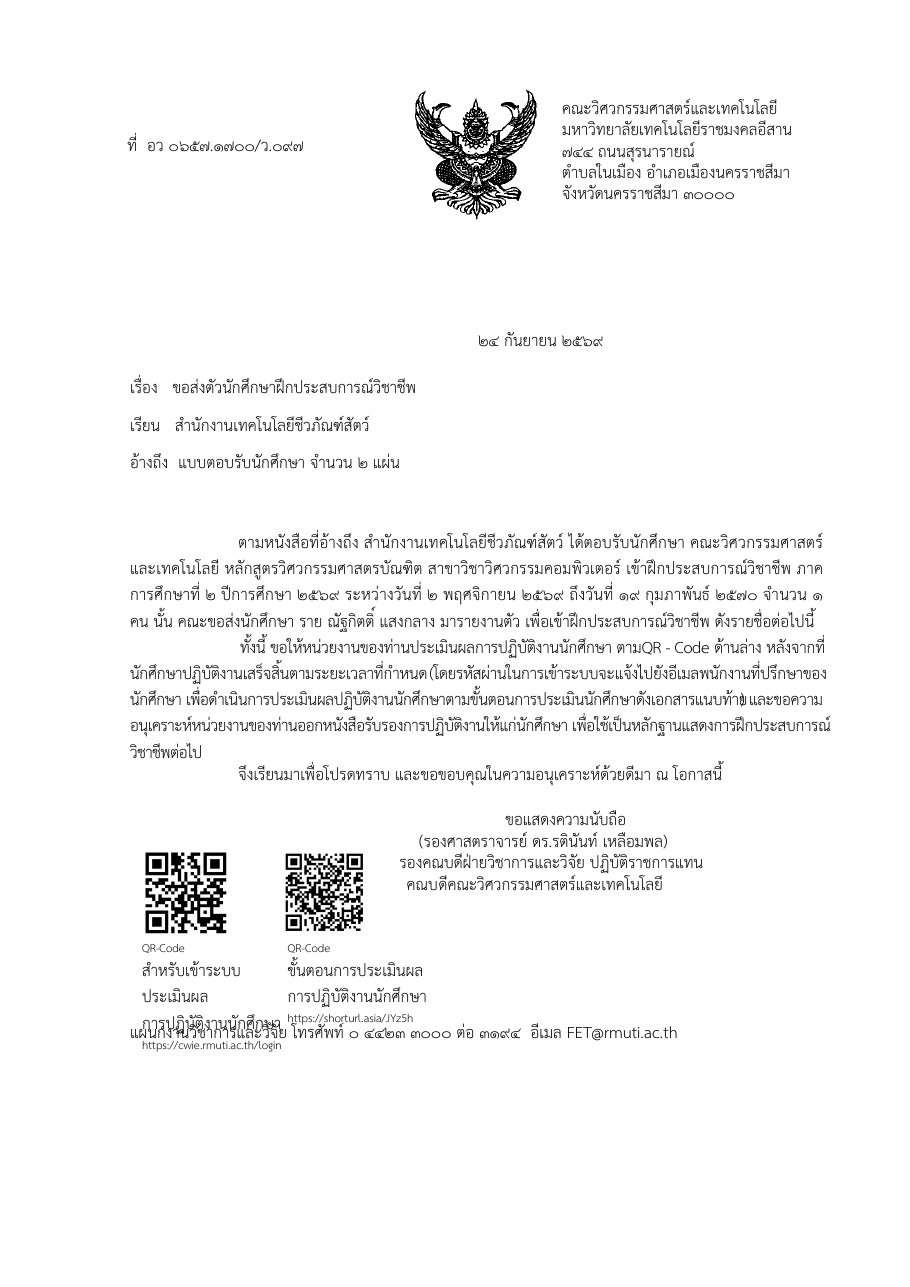 คณะวิศวกรรมศาสตร์และเทคโนโลยี
มหาวิทยาลัยเทคโนโลยีราชมงคลอีสาน
ที่ อว ๐๖๕๗.๑๗๐๐/ว.๐๙๗
๗๔๔ ถนนสุรนารายณ์
ตำบลในเมือง อำเภอเมืองนครราชสีมา
จังหวัดนครราชสีมา ๓๐๐๐๐
๒๔ กันยายน ๒๕๖๙
เรื่อง ขอส่งตัวนักศึกษาฝึกประสบการณ์วิชาชีพ
เรียน สำนักงานเทคโนโลยีชีวภัณฑ์สัตว์
อ้างถึง แบบตอบรับนักศึกษา จำนวน ๒ แผ่น
ตามหนังสือที่อ้างถึง สำนักงานเทคโนโลยีชีวภัณฑ์สัตว์ ได้ตอบรับนักศึกษา คณะวิศวกรรมศาสตร์
และเทคโนโลยี หลักสูตรวิศวกรรมศาสตรบัณฑิต สาขาวิชาวิศวกรรมคอมพิวเตอร์ เข้าฝึกประสบการณ์วิชาชีพ ภาค
การศึกษาที่ ๒ ปีการศึกษา ๒๕๖๙ ระหว่างวันที่ ๒ พฤศจิกายน ๒๕๖๙ ถึงวันที่ ๑๙ กุมภาพันธ์ ๒๕๗๐ จำนวน ๑
คน นั้น คณะขอส่งนักศึกษา ราย ณัฐกิตติ์ แสงกลาง มารายงานตัว เพื่อเข้าฝึกประสบการณ์วิชาชีพ ดังรายชื่อต่อไปนี้
ทั้งนี้ ขอให้หน่วยงานของท่านประเมินผลการปฏิบัติงานนักศึกษา ตามQR - Code ด้านล่าง หลังจากที่
นักศึกษาปฏิบัติงานเสร็จสิ้นตามระยะเวลาที่กำหนด (โดยรหัสผ่านในการเข้าระบบจะแจ้งไปยังอีเมลพนักงานที่ปรึกษาของ
นักศึกษา เพื่อดำเนินการประเมินผลปฏิบัติงานนักศึกษาตามขั้นตอนการประเมินนักศึกษาดังเอกสารแนบท้าย) และขอความ
อนุเคราะห์หน่วยงานของท่านออกหนังสือรับรองการปฏิบัติงานให้แก่นักศึกษา เพื่อใช้เป็นหลักฐานแสดงการฝึกประสบการณ์
วิชาชีพต่อไป
จึงเรียนมาเพื่อโปรดทราบ และขอขอบคุณในความอนุเคราะห์ด้วยดีมา ณ โอกาสนี้
ขอแสดงความนับถือ
(รองศาสตราจารย์ ดร.รตินันท์ เหลือมพล)
รองคณบดีฝ่ายวิชาการและวิจัย ปฏิบัติราชการแทน
คณบดีคณะวิศวกรรมศาสตร์และเทคโนโลยี
QR-Code
สำหรับเข้าระบบ
ประเมินผล
การปฏิบัติงานนักศึกษา
https://cwie.rmuti.ac.th/login
QR-Code
ขั้นตอนการประเมินผล
การปฏิบัติงานนักศึกษา
https://shorturl.asia/JYz5h
แผนกงานวิชาการและวิจัย โทรศัพท์ ๐ ๔๔๒๓ ๓๐๐๐ ต่อ ๓๑๙๔ อีเมล FET@rmuti.ac.th